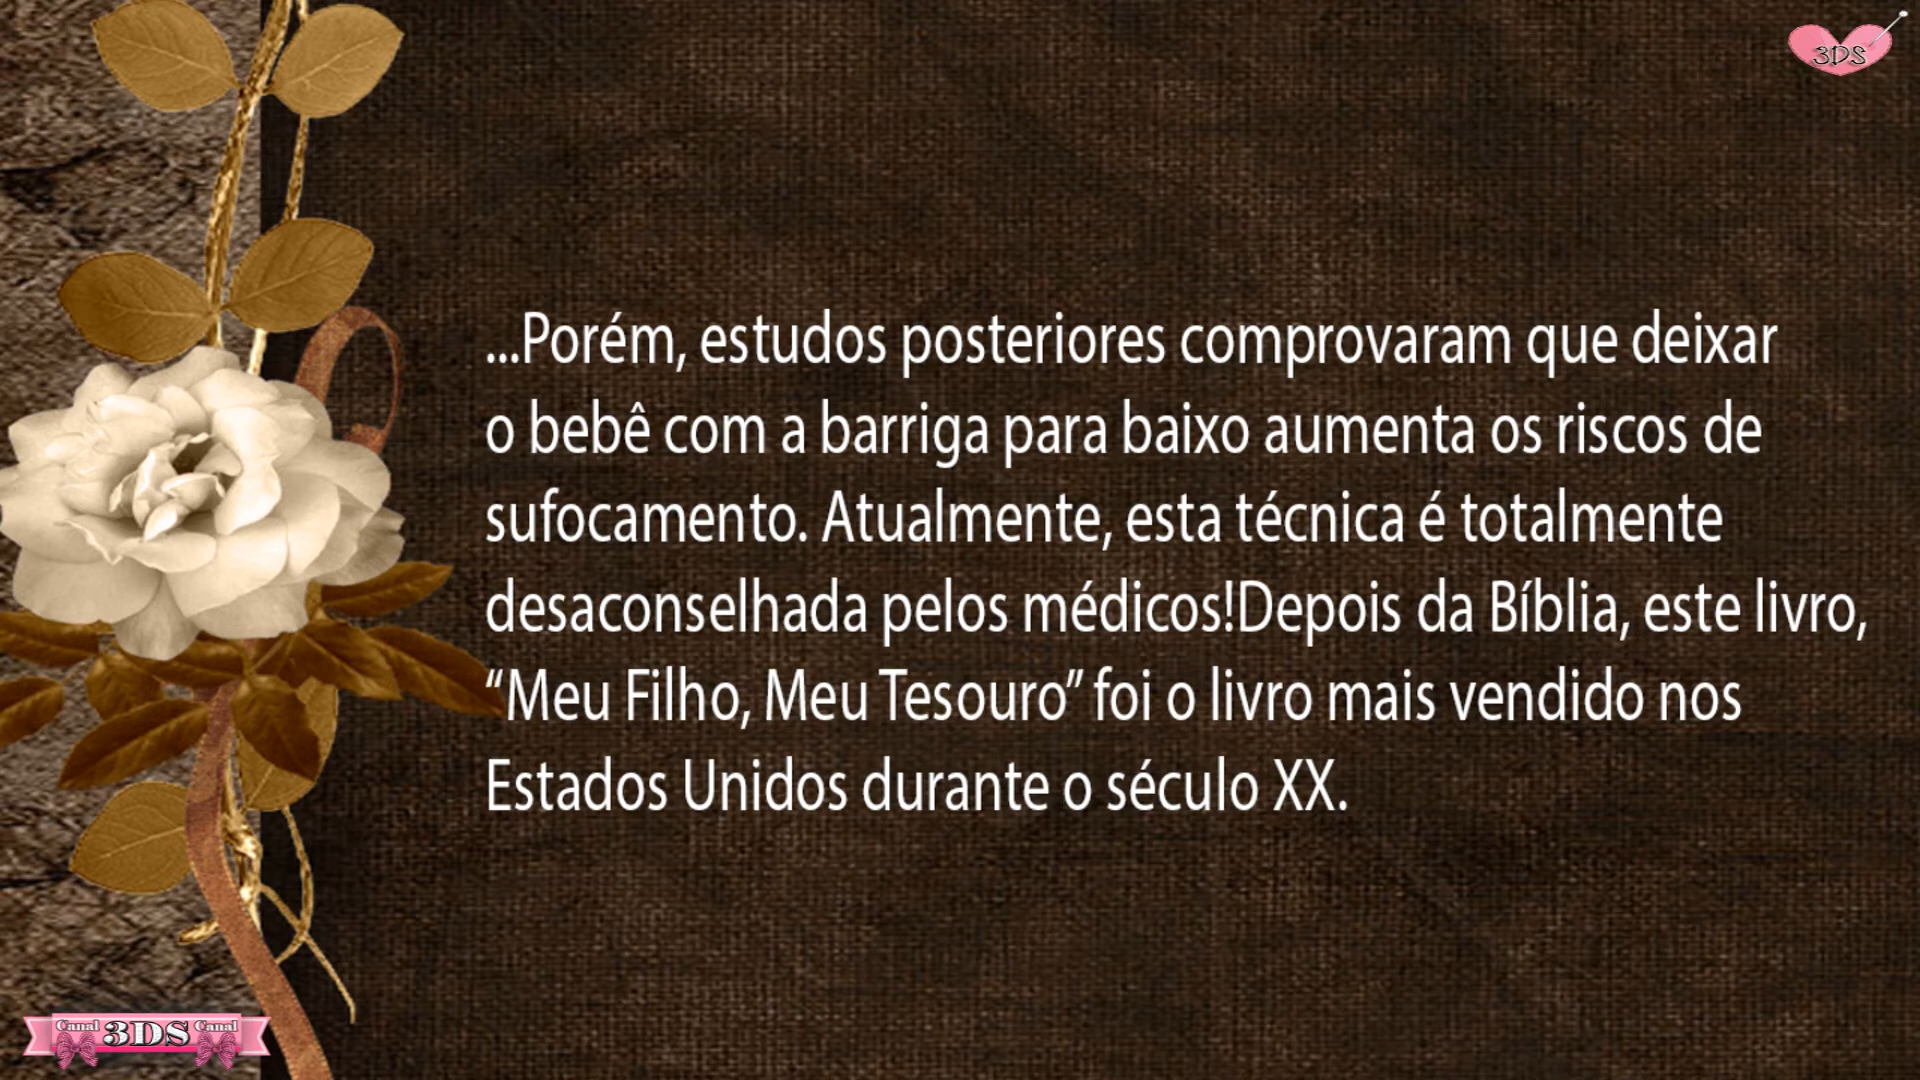 3DS
...Porém, estudos posteriores comprovaram que deixar
o bebê com a barriga para baixo aumenta os riscos de
sufocamento. Atualmente, esta técnica é totalmente
desaconselhada pelos médicos!Depois da Bíblia, este livro,
“Meu Filho, Meu Tesouro” foi o livro mais vendido nos
Estados Unidos durante o século XX.
Canal 3DS Canal